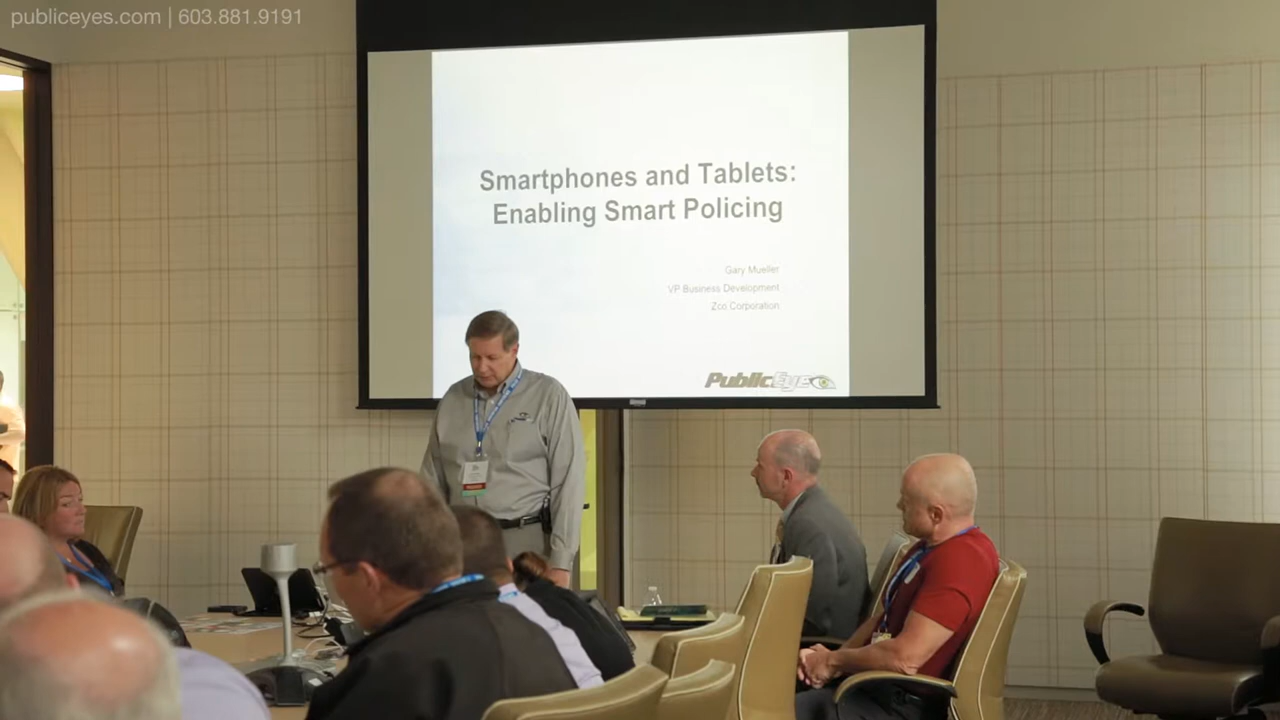 publiceyes.com | 603.881.9191
Smartphones and Tablets:
Enabling Smart Policing
Gary Mueller
VP Business Development
Zco Corporation
PublicEye